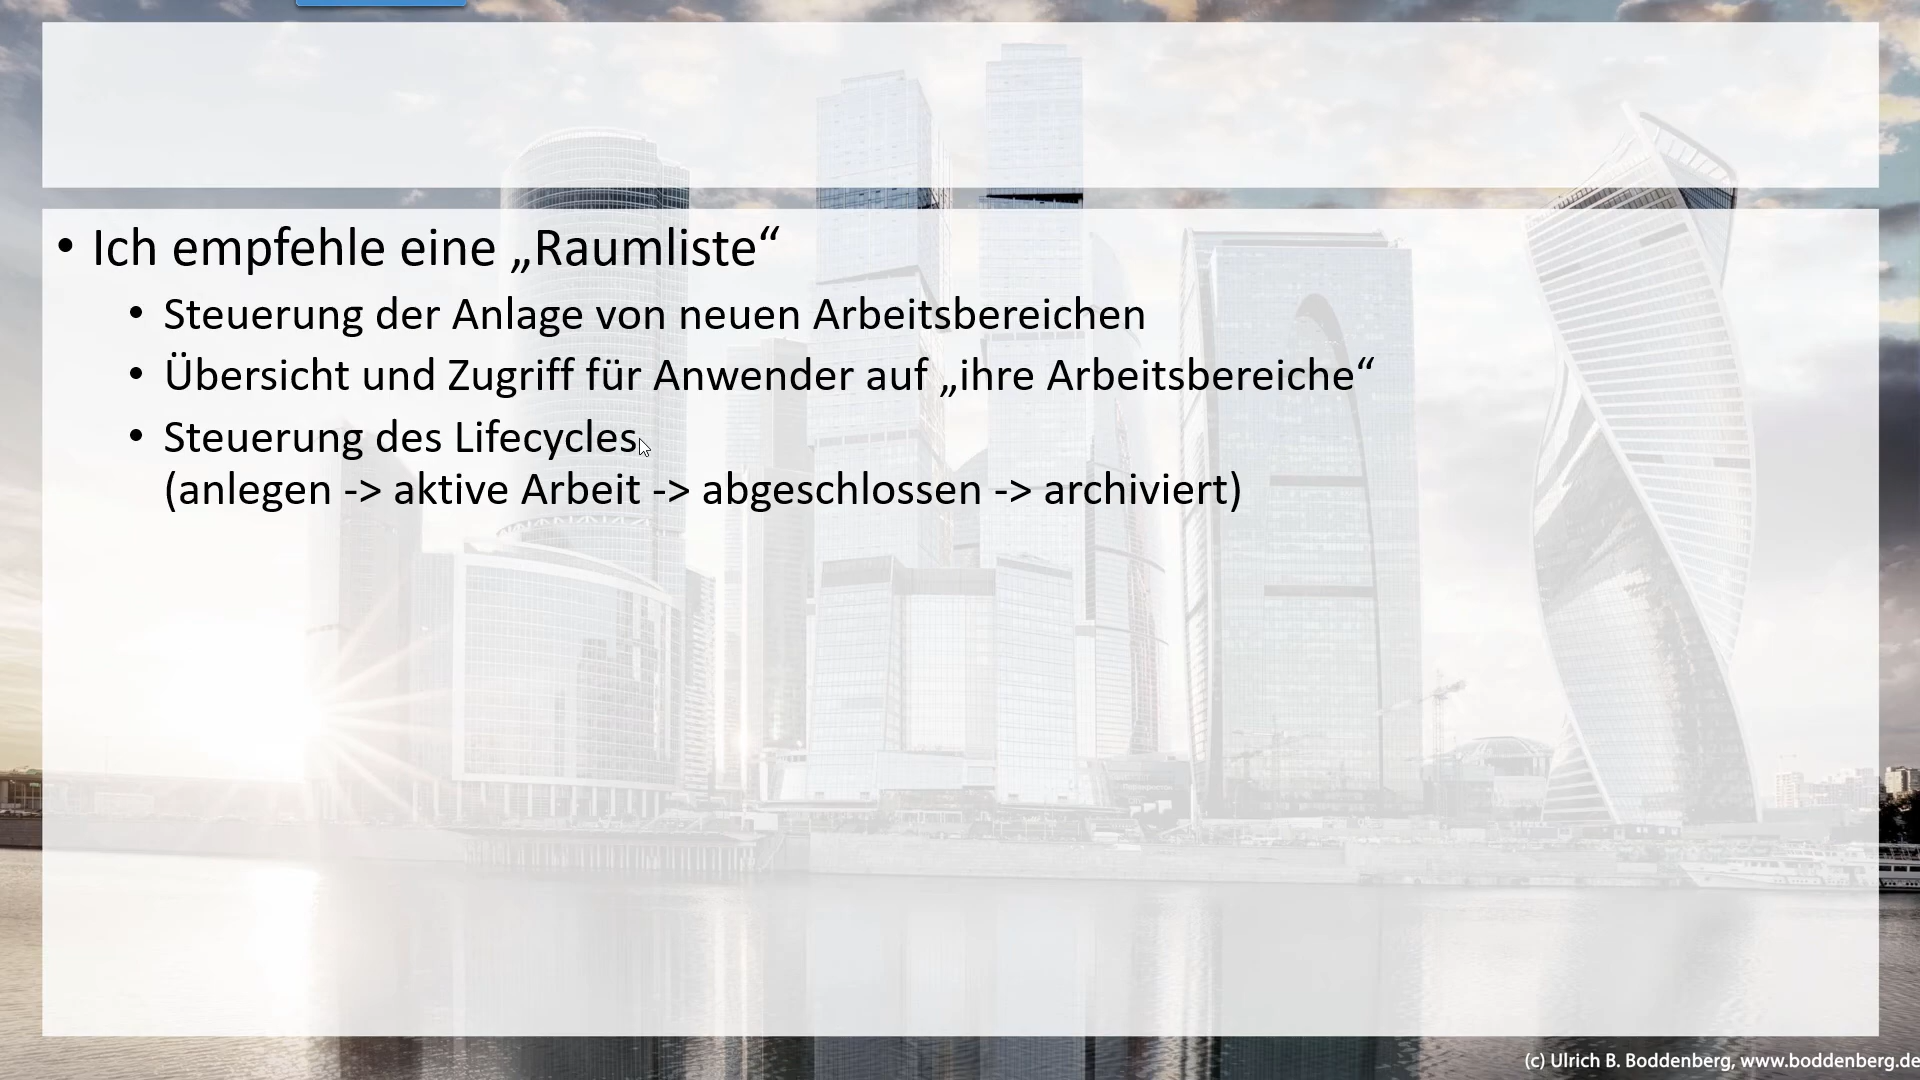 • Ich empfehle eine „Raumliste“
• Steuerung der Anlage von neuen Arbeitsbereichen
• Übersicht und Zugriff für Anwender auf „ihre Arbeitsbereiche“
• Steuerung des Lifecycles
(anlegen -> aktive Arbeit -> abgeschlossen -> archiviert)
(c) Ulrich B. Boddenberg, www.boddenberg.de